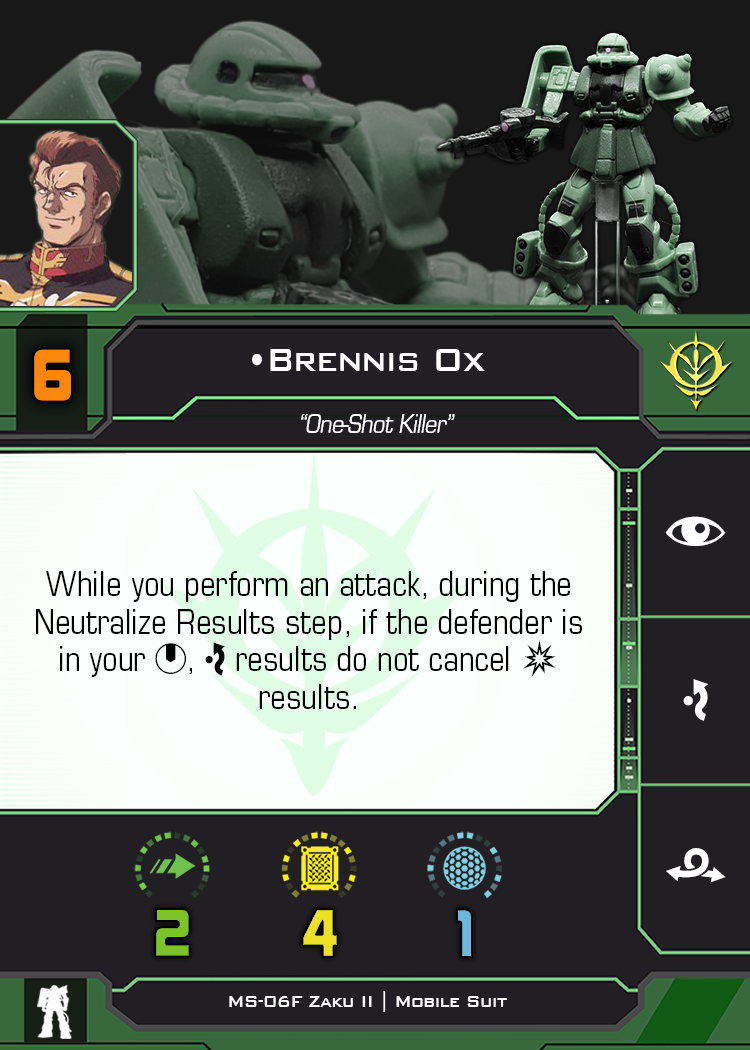 6
•Brennis Ox
“One-Shot Killer”
While you perform an attack, during the
Neutralize Results step, if the defender is
in your , results do not cancel
results.
2 4 1
MS-06F Zaku II | Mobile Suit